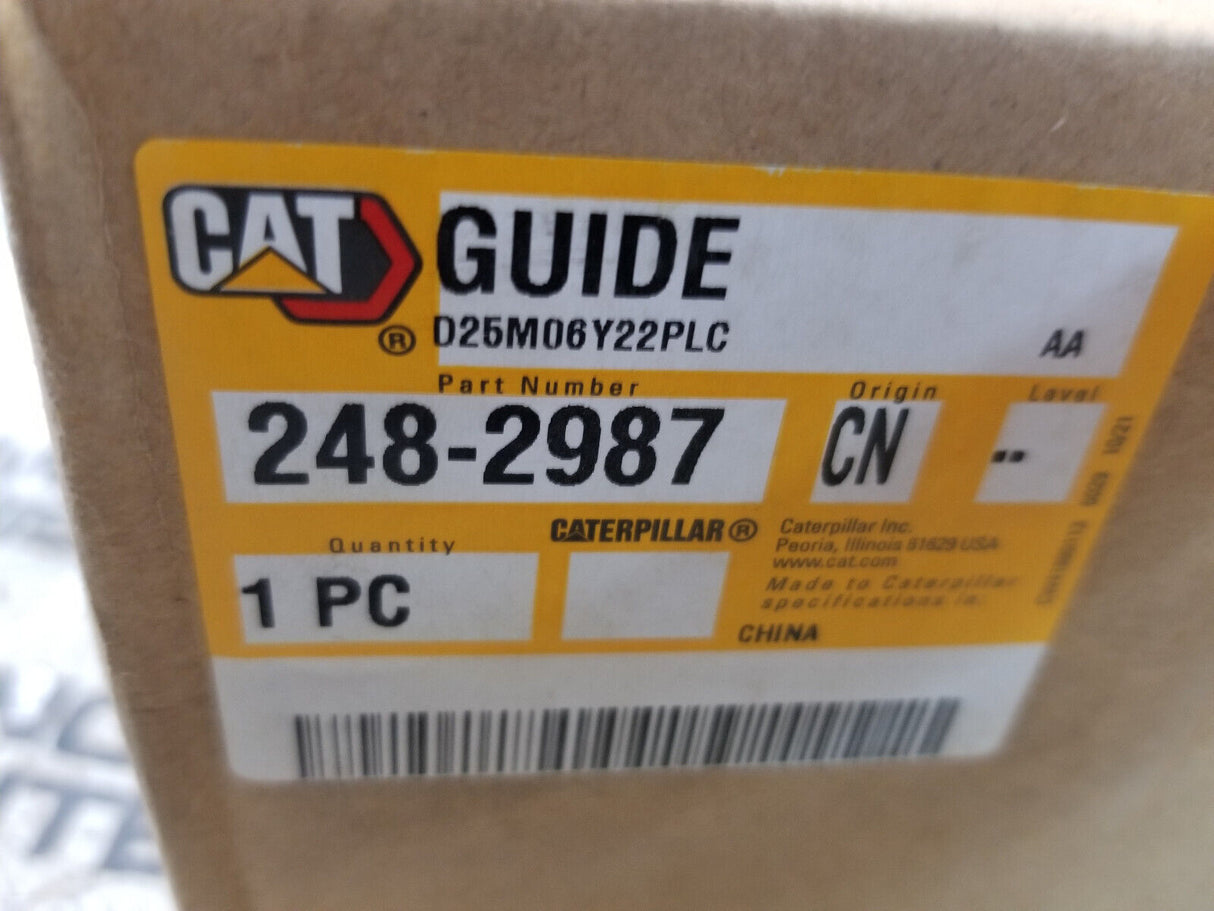 CAT
®
GUIDE
D25M06Y22PLC
AA
Part Number
Origin
Level
248-2987
CN
--
CATERPILLAR®
Caterpillar Inc.
Peoria, Illinois 61629 USA
www.cat.com
Made to Caterpillar
specifications in:
CHINA
Quantity
1 PC